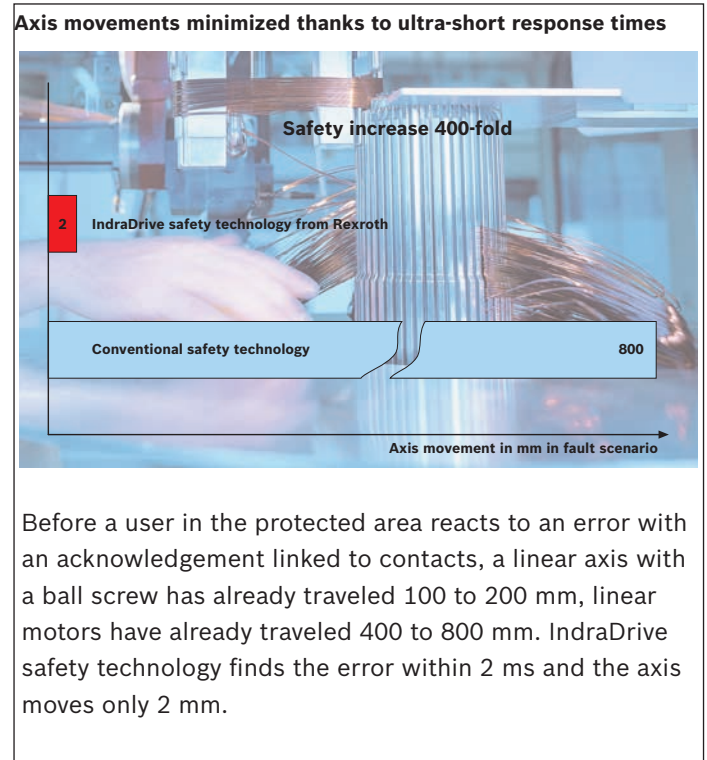 Axis movements minimized thanks to ultra-short response times
Safety increase 400-fold
2 IndraDrive safety technology from Rexroth
Conventional safety technology 800
Axis movement in mm in fault scenario
Before a user in the protected area reacts to an error with
an acknowledgement linked to contacts, a linear axis with
a ball screw has already traveled 100 to 200 mm, linear
motors have already traveled 400 to 800 mm. IndraDrive
safety technology finds the error within 2 ms and the axis
moves only 2 mm.